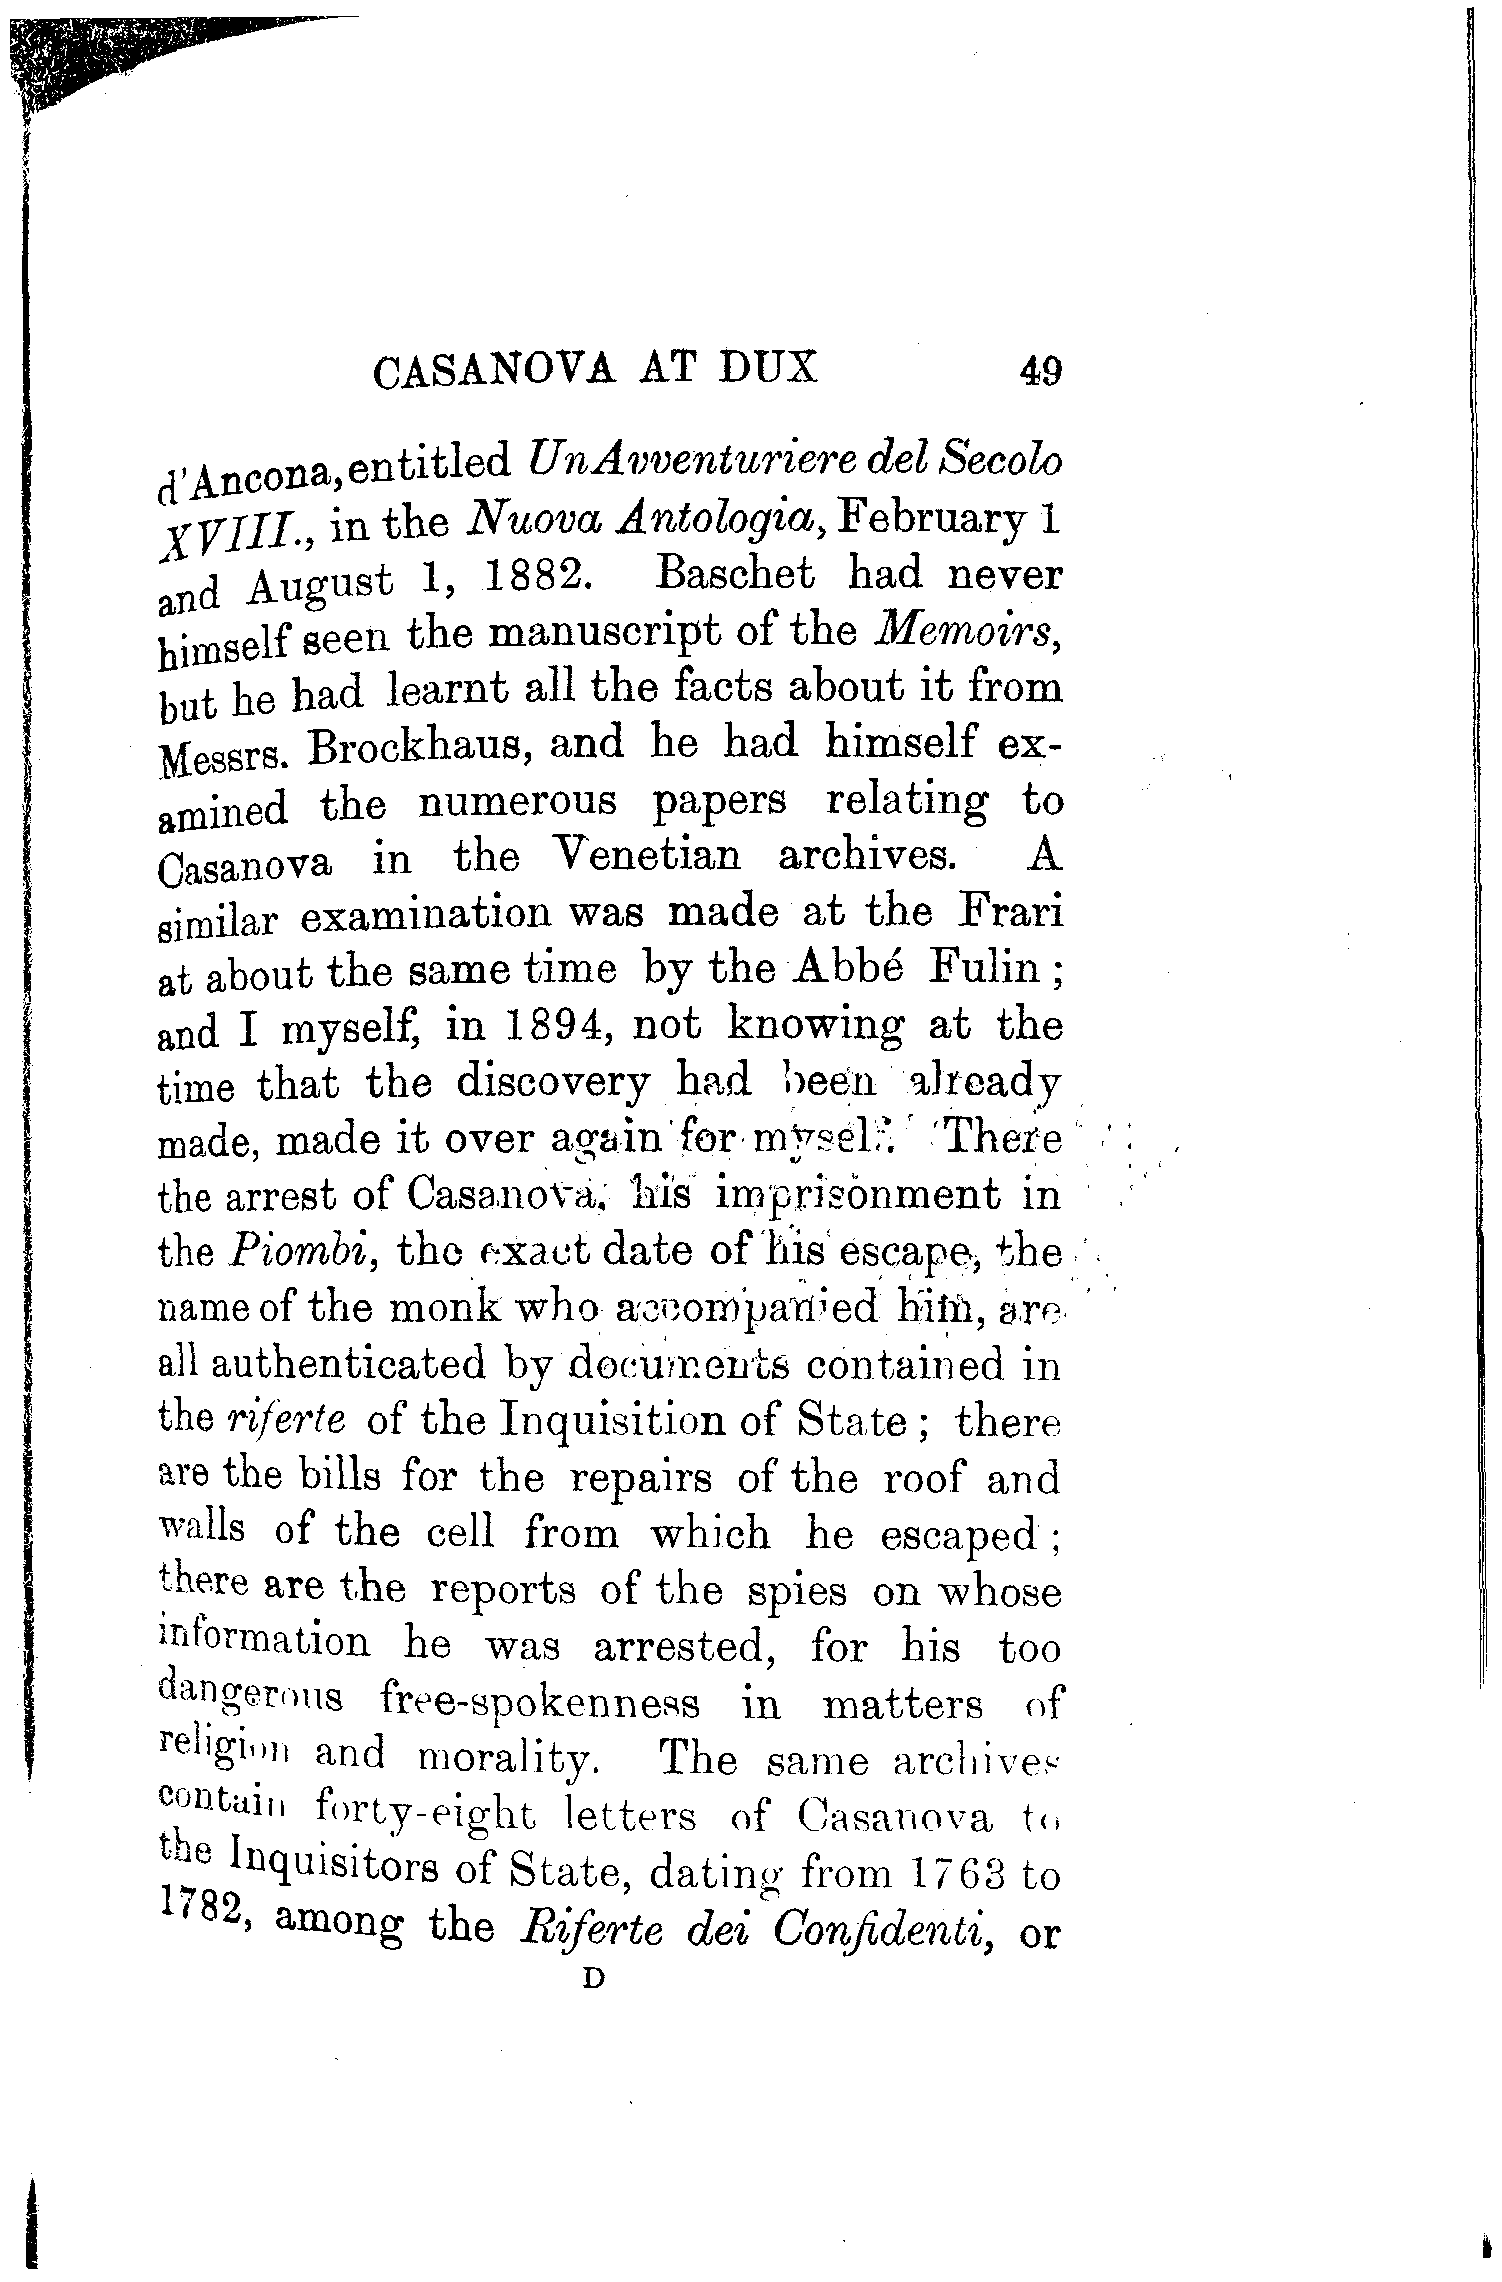 CASANOVA AT DUX 49
d'Ancona, entitled Un Avventuriere del Secolo
XVIII., in the Nuova Antologia, February 1
and August 1, 1882. Baschet had never
himself seen the manuscript of the Memoirs,
but he had learnt all the facts about it from
Messrs. Brockhaus, and he had himself ex-
amined the numerous papers relating to
Casanova in the Venetian archives. A
similar examination was made at the Frari
at about the same time by the Abbé Fulin ;
and I myself, in 1894, not knowing at the
time that the discovery had been already
made, made it over again for myself. There
the arrest of Casanova, his imprisonment in
the Piombi, the exact date of his escape, the
name of the monk who accompanied him, are
all authenticated by documents contained in
the riferte of the Inquisition of State ; there
are the bills for the repairs of the roof and
walls of the cell from which he escaped ;
there are the reports of the spies on whose
information he was arrested, for his too
dangerous free-spokenness in matters of
religion and morality. The same archives
contain forty-eight letters of Casanova to
the Inquisitors of State, dating from 1763 to
1782, among the Riferte dei Confidenti, or
D